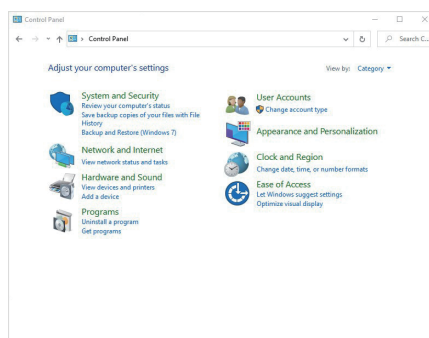 Control Panel
Control Panel
Search C...
Adjust your computer's settings
View by: Category
System and Security
Review your computer's status
Save backup copies of your files with File
History
Backup and Restore (Windows 7)
Network and Internet
View network status and tasks
Hardware and Sound
View devices and printers
Add a device
Programs
Uninstall a program
Get programs
User Accounts
Change account type
Appearance and Personalization
Clock and Region
Change date, time, or number formats
Ease of Access
Let Windows suggest settings
Optimize visual display